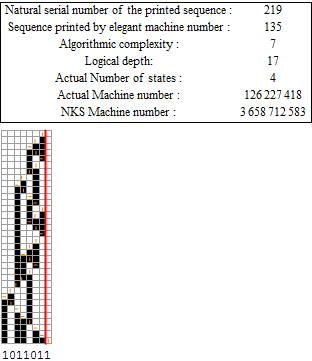 Natural serial number of the printed sequence : 219
Sequence printed by elegant machine number : 135
Algorithmic complexity : 7
Logical depth: 17
Actual Number of states : 4
Actual Machine number : 126 227 418
NKS Machine number : 3 658 712 583
1011011